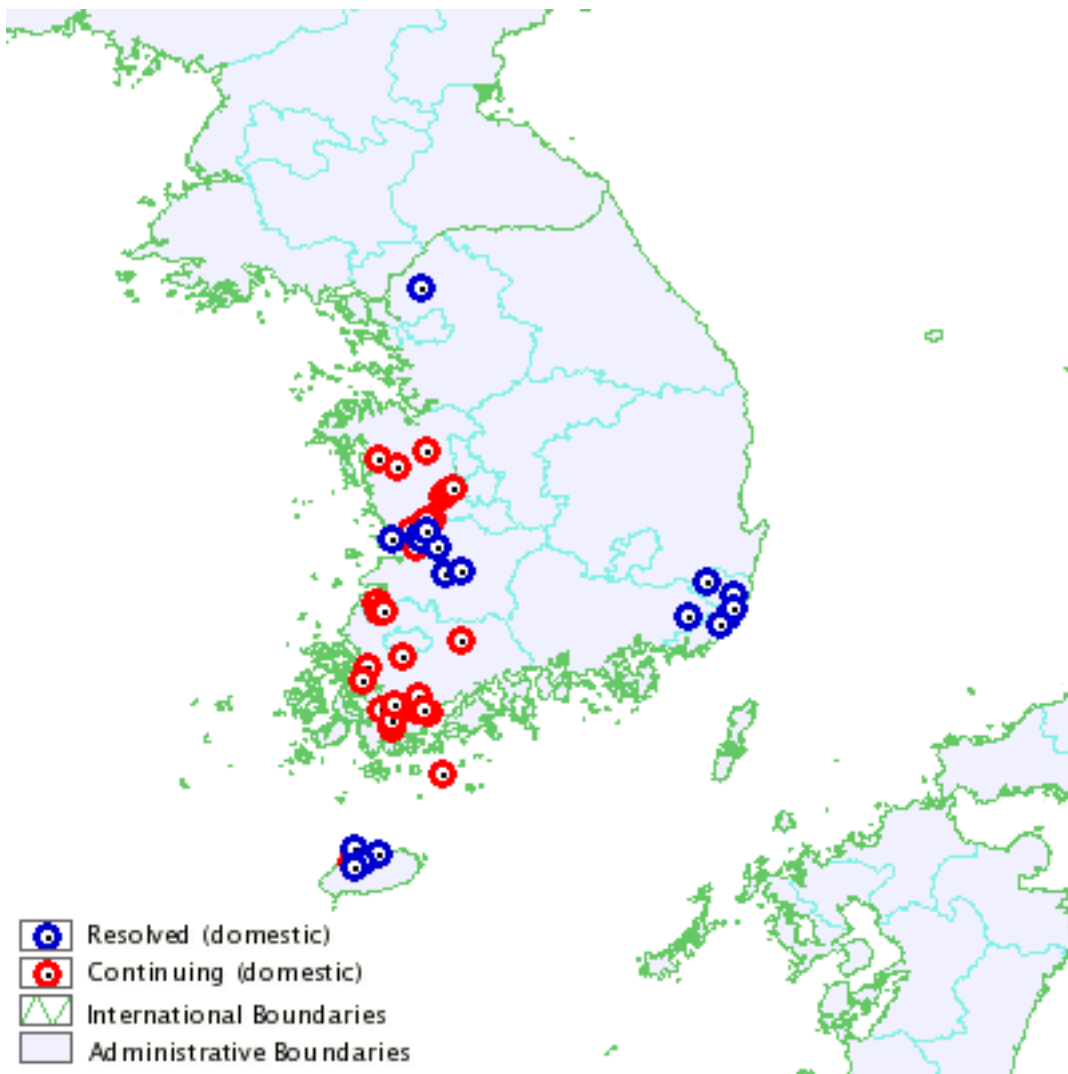 Resolved (domestic)
Continuing (domestic)
International Boundaries
Administrative Boundaries